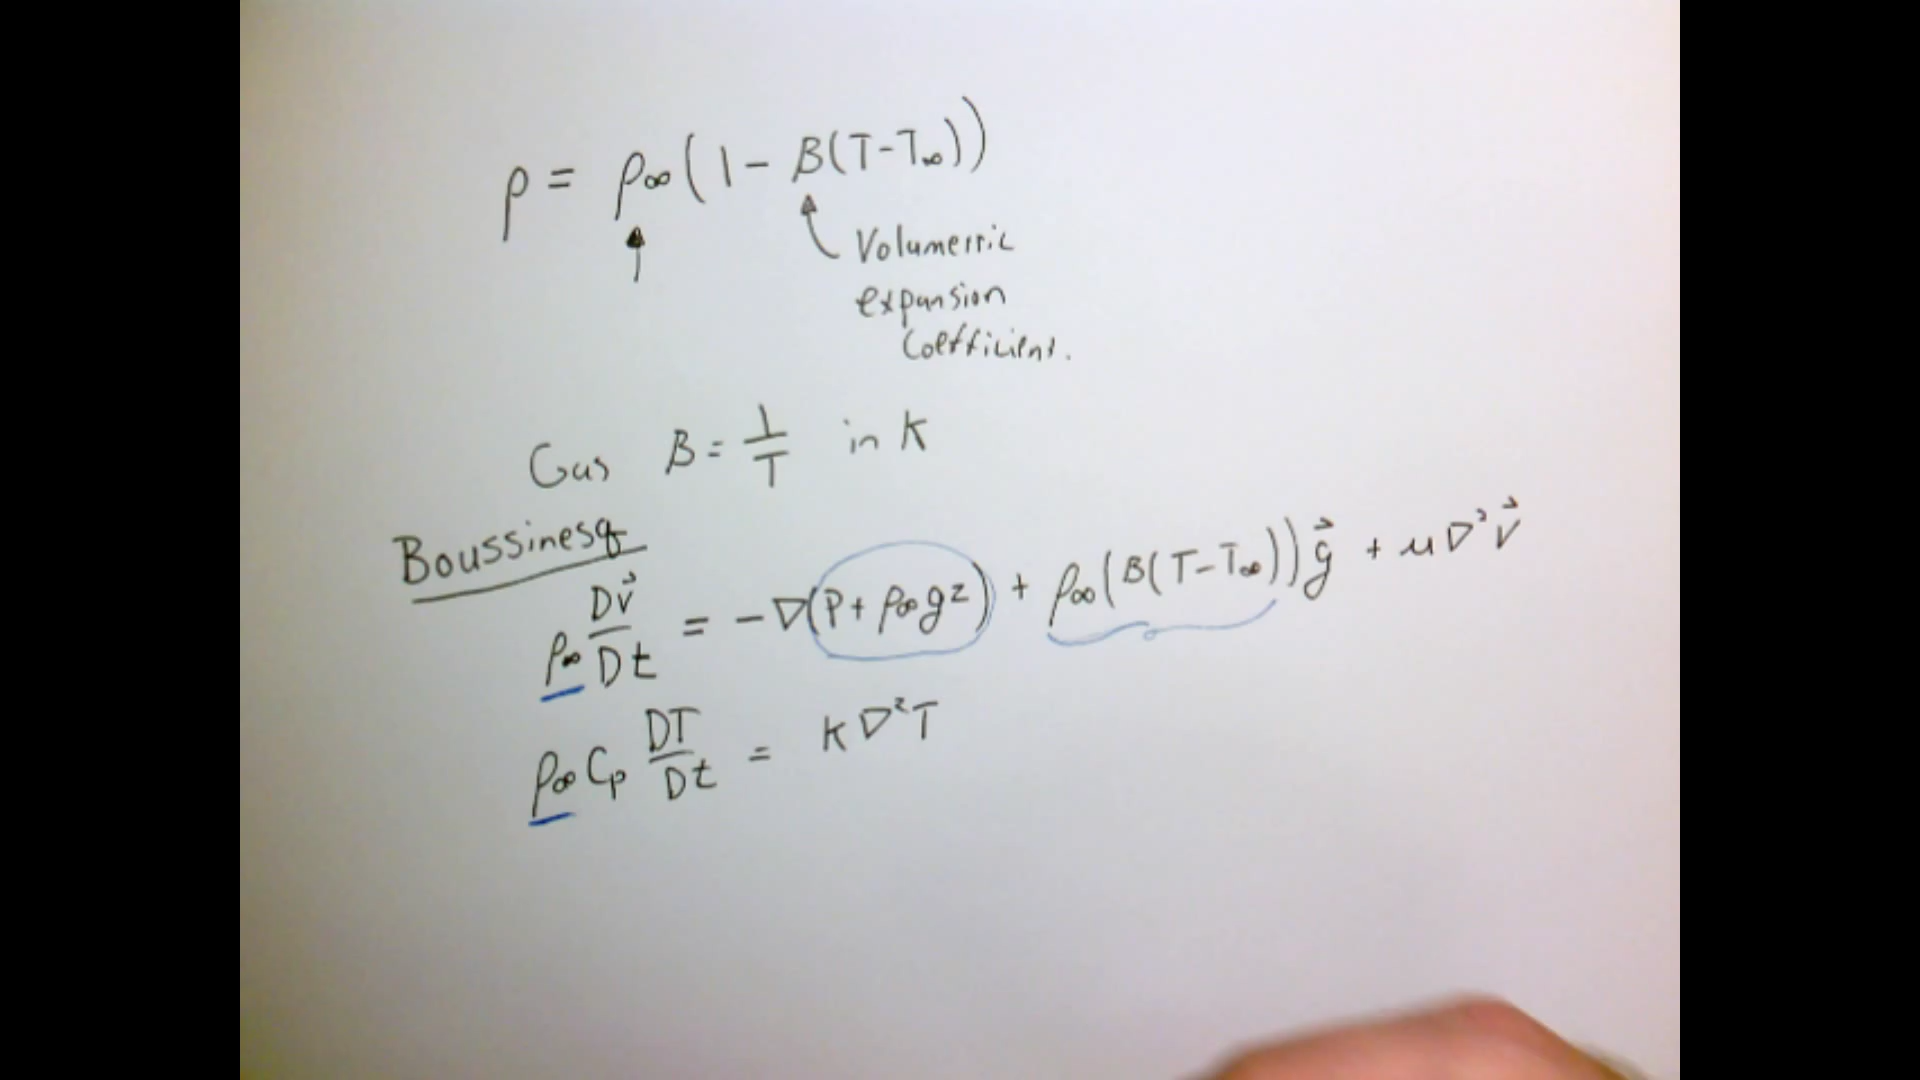 ρ = ρ∞(1 - β(T-T∞))
Volumetric
expansion
Coefficient.
Gas β = 1/T in K
Boussinesq
ρ∞ Dv⃗/Dt = -∇(P + ρ∞gz) + ρ∞(β(T-T∞))g⃗ + μ∇²v⃗
ρ∞ Cp DT/Dt = k∇²T